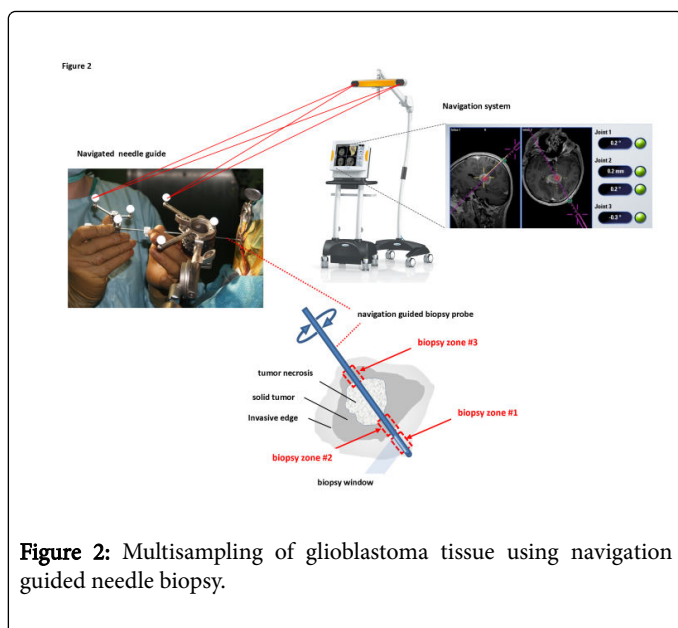 Figure 2
Navigation system
Navigated needle guide
Joint 1
0.2 °
Joint 2
0.2 mm
0.2 °
Joint 3
-0.3 °
navigation guided biopsy probe
biopsy zone #3
tumor necrosis
solid tumor
Invasive edge
biopsy zone #1
biopsy zone #2
biopsy window
Figure 2: Multisampling of glioblastoma tissue using navigation
guided needle biopsy.